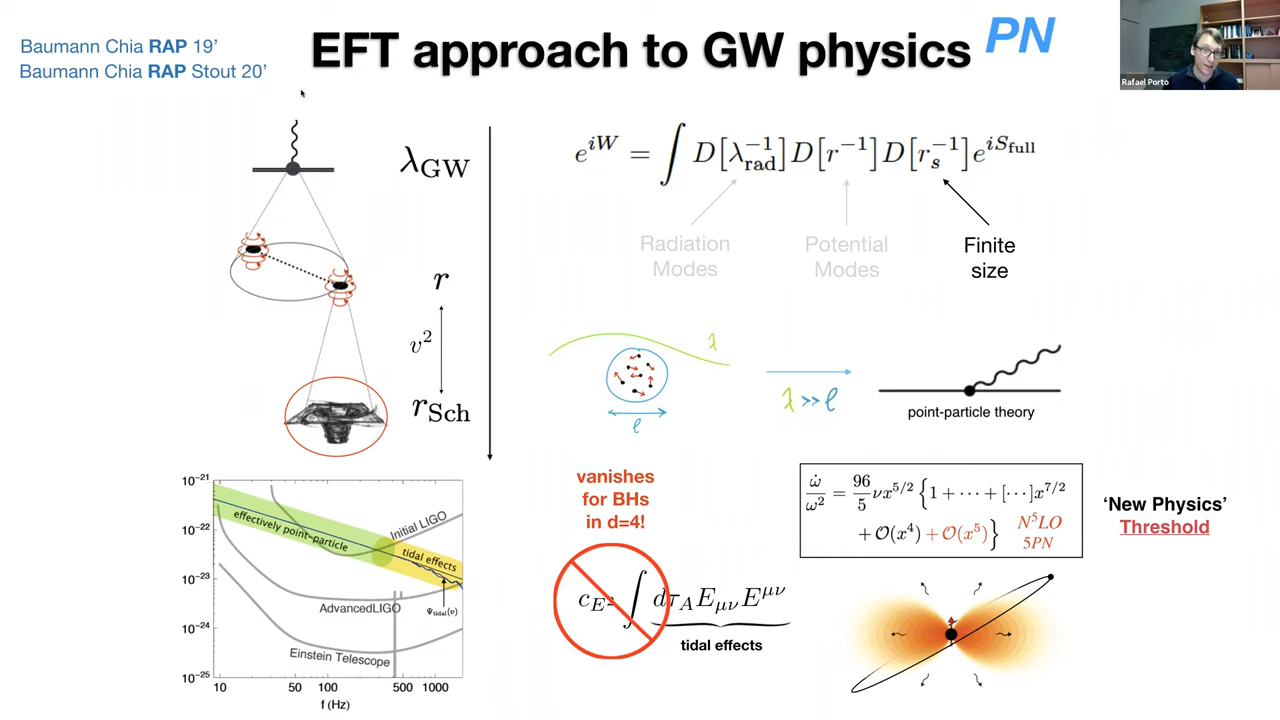 Baumann Chia RAP 19'
Baumann Chia RAP Stout 20'
EFT approach to GW physics
PN
Rafael Porto
λ_GW
r
v²
r_Sch
e^{iW} = ∫ D[λ_rad^{-1}] D[r^{-1}] D[r_s^{-1}] e^{iS_full}
Radiation
Modes
Potential
Modes
Finite
size
λ
ℓ
λ >> ℓ
point-particle theory
10⁻²¹
10⁻²²
10⁻²³
10⁻²⁴
10⁻²⁵
effectively point-particle
Initial LIGO
tidal effects
Ψ_tidal(v)
AdvancedLIGO
Einstein Telescope
10 50 100 500 1000
f (Hz)
vanishes
for BHs
in d=4!
c_{E²} ∫ dτ_A E_{μν} E^{μν}
tidal effects
ω̇/ω² = 96/5 νx^{5/2} { 1 + ⋯ + [⋯]x^{7/2}
+ O(x⁴) + O(x⁵) }
N⁵LO
5PN
'New Physics'
Threshold